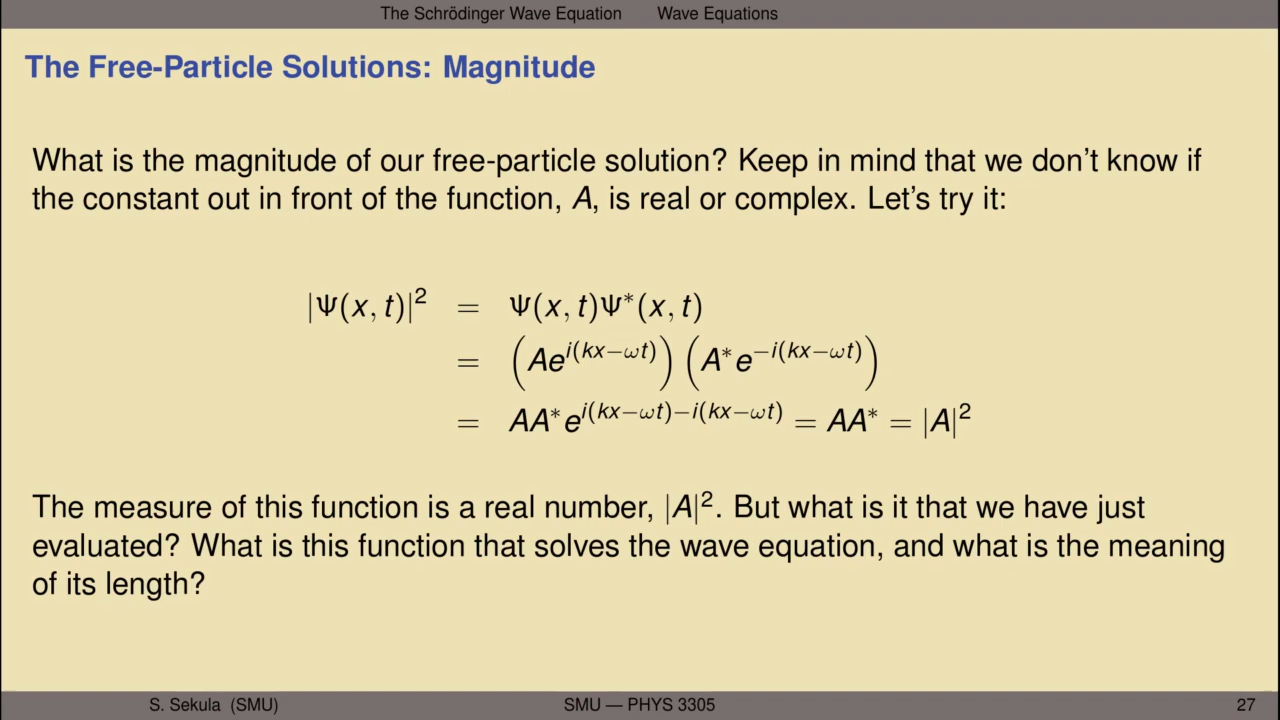 The Schrödinger Wave Equation Wave Equations
The Free-Particle Solutions: Magnitude
What is the magnitude of our free-particle solution? Keep in mind that we don't know if
the constant out in front of the function, A, is real or complex. Let's try it:
|Ψ(x, t)|² = Ψ(x, t)Ψ*(x, t)
= (Ae^{i(kx−ωt)}) (A*e^{−i(kx−ωt)})
= AA*e^{i(kx−ωt)−i(kx−ωt)} = AA* = |A|²
The measure of this function is a real number, |A|². But what is it that we have just
evaluated? What is this function that solves the wave equation, and what is the meaning
of its length?
S. Sekula (SMU) SMU — PHYS 3305 27